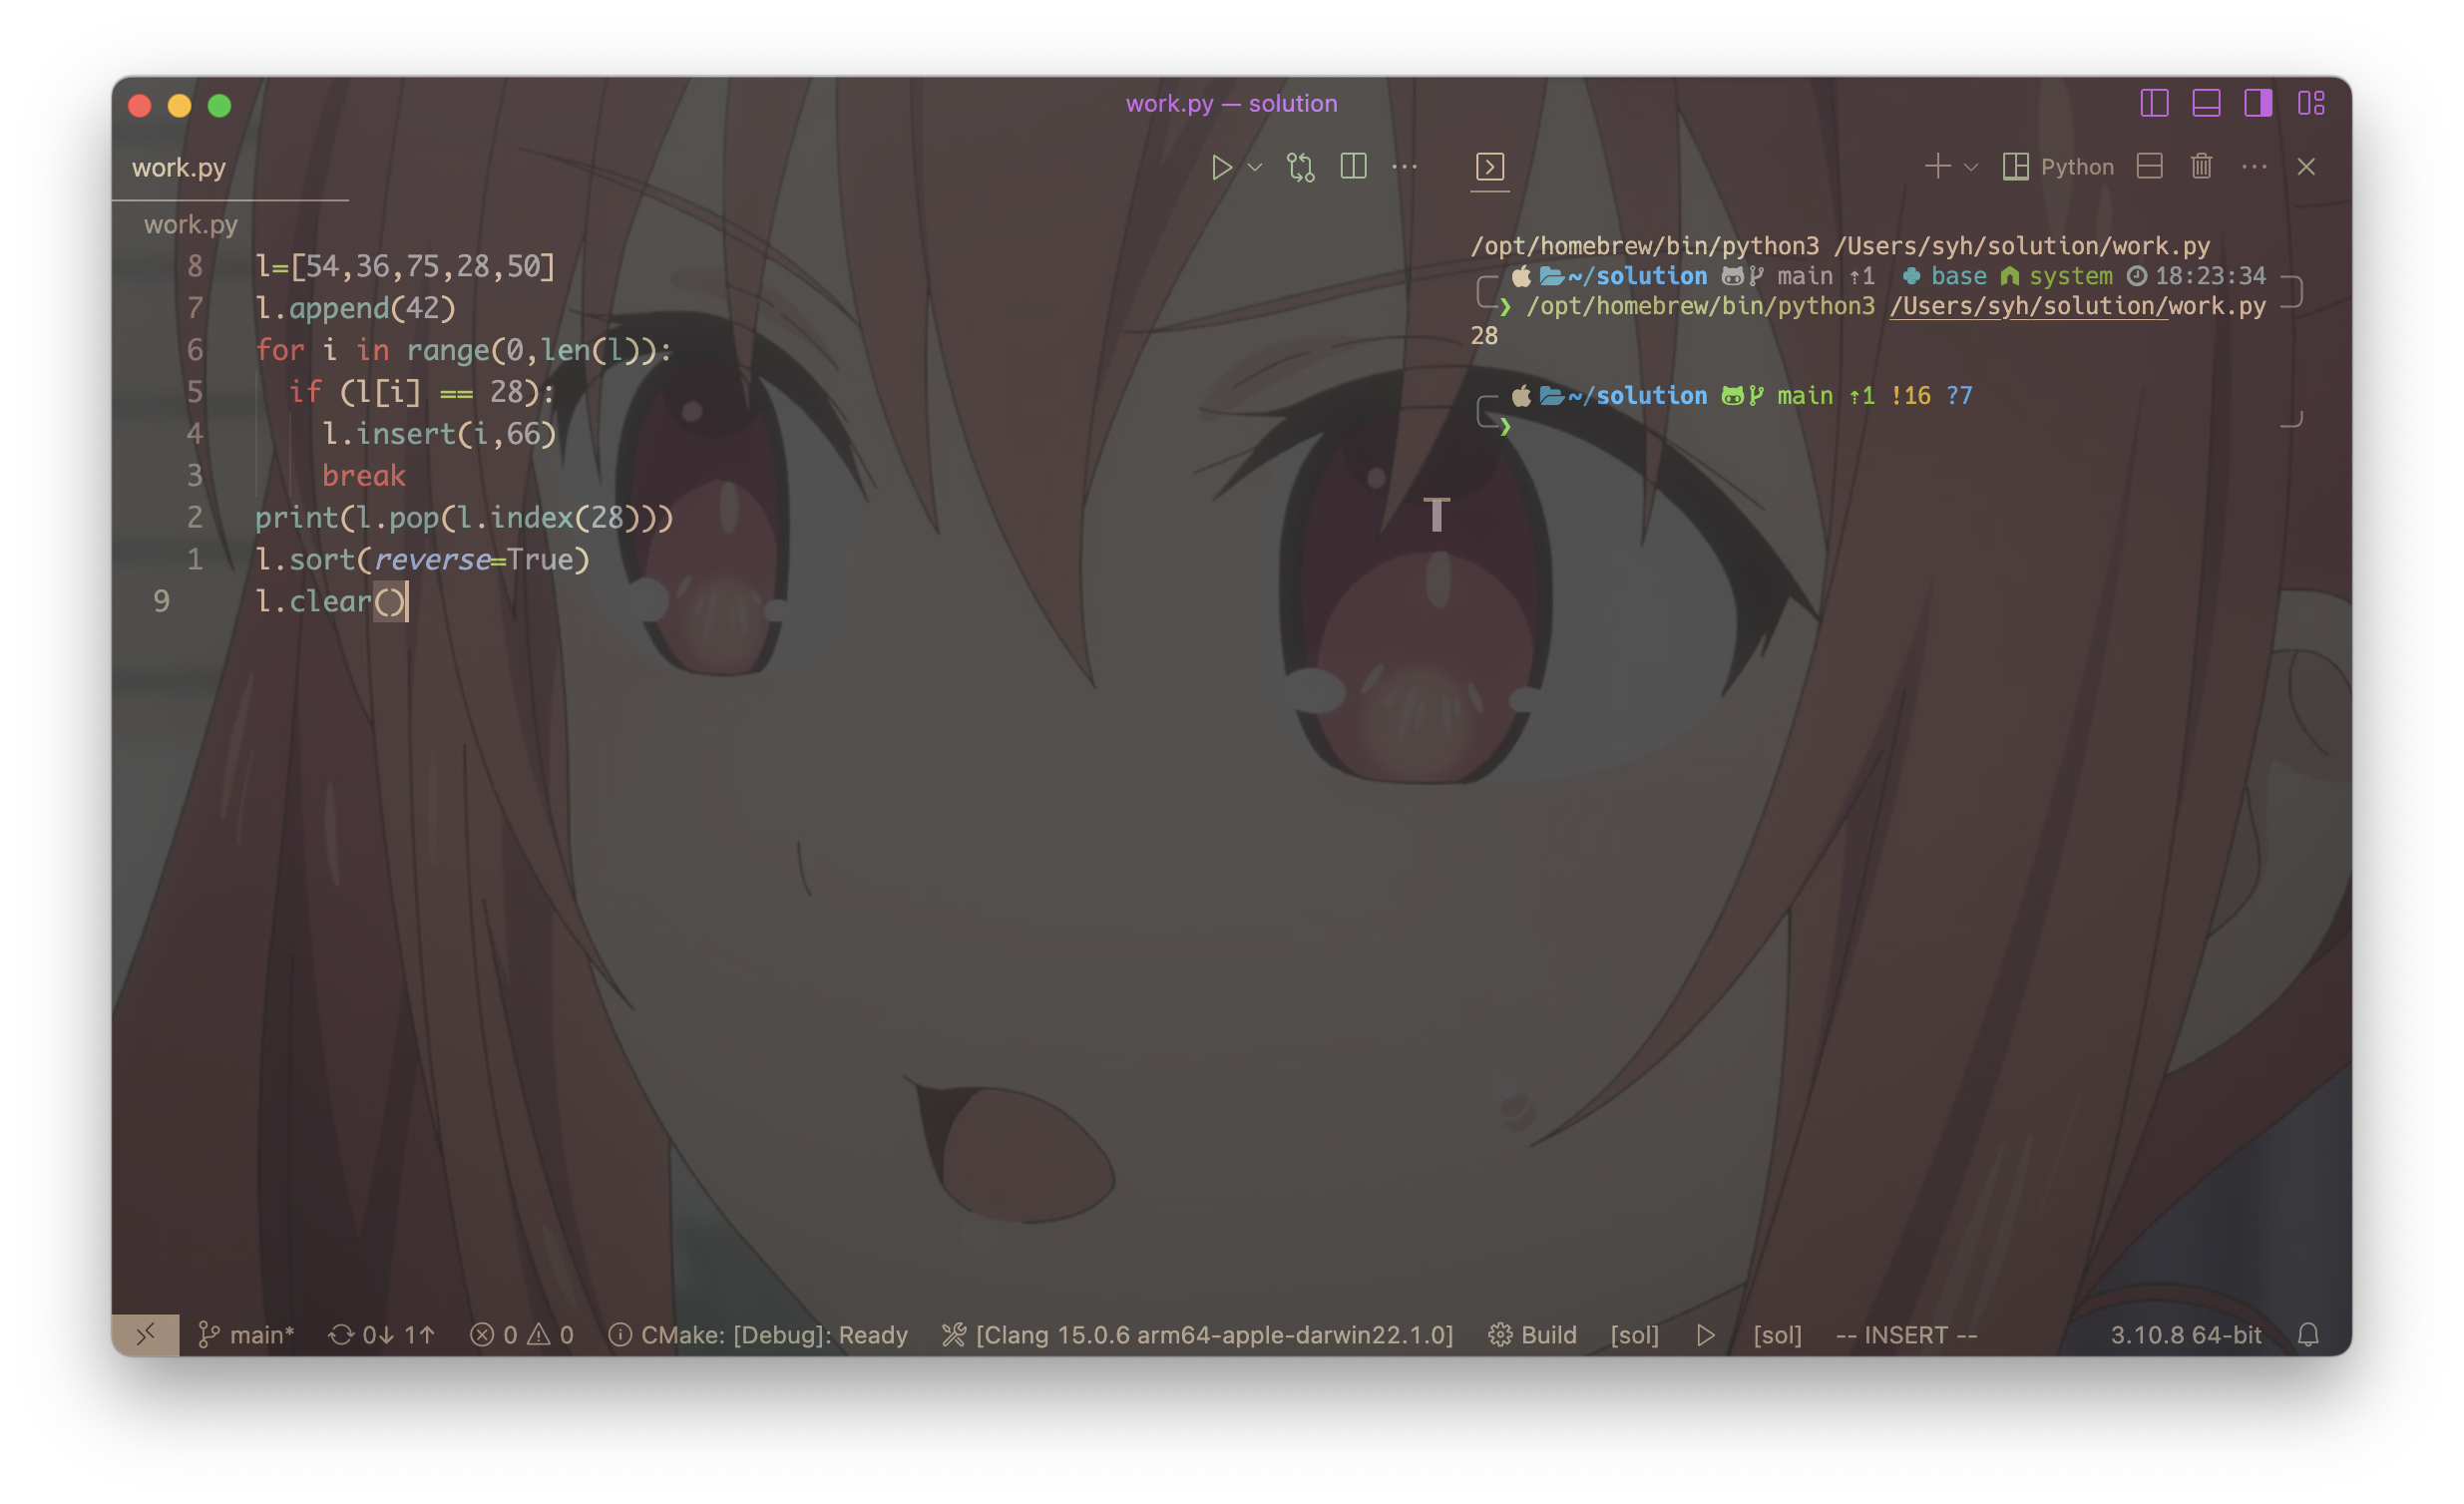 work.py — solution
work.py
Python
work.py
8 l=[54,36,75,28,50]
7 l.append(42)
6 for i in range(0,len(l)):
5 if (l[i] == 28):
4 l.insert(i,66)
3 break
2 print(l.pop(l.index(28)))
1 l.sort(reverse=True)
9 l.clear()
/opt/homebrew/bin/python3 /Users/syh/solution/work.py
~/solution main ⇡1 base system 18:23:34
❯ /opt/homebrew/bin/python3 /Users/syh/solution/work.py
28
~/solution main ⇡1 !16 ?7
❯
main* 0↓ 1↑ 0 0 CMake: [Debug]: Ready [Clang 15.0.6 arm64-apple-darwin22.1.0] Build [sol] [sol] -- INSERT -- 3.10.8 64-bit